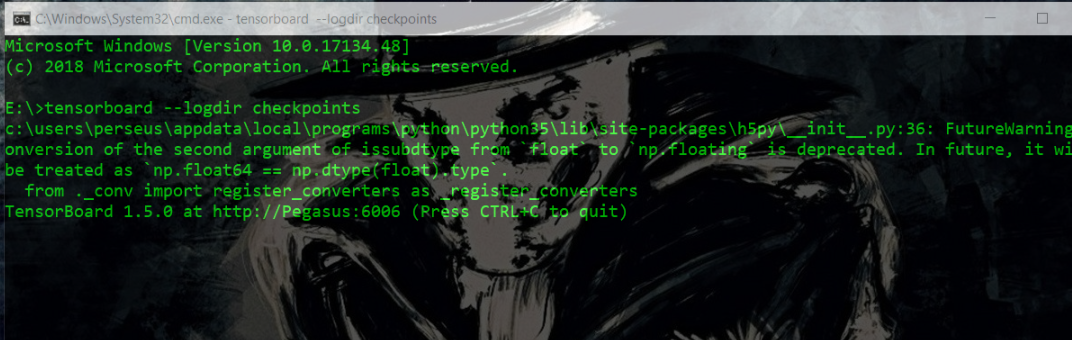 C:\Windows\System32\cmd.exe - tensorboard  --logdir checkpoints
Microsoft Windows [Version 10.0.17134.48]
(c) 2018 Microsoft Corporation. All rights reserved.
E:\>tensorboard --logdir checkpoints
c:\users\perseus\appdata\local\programs\python\python35\lib\site-packages\h5py\__init__.py:36: FutureWarning
onversion of the second argument of issubdtype from `float` to `np.floating` is deprecated. In future, it wi
be treated as `np.float64 == np.dtype(float).type`.
  from ._conv import register_converters as _register_converters
TensorBoard 1.5.0 at http://Pegasus:6006 (Press CTRL+C to quit)